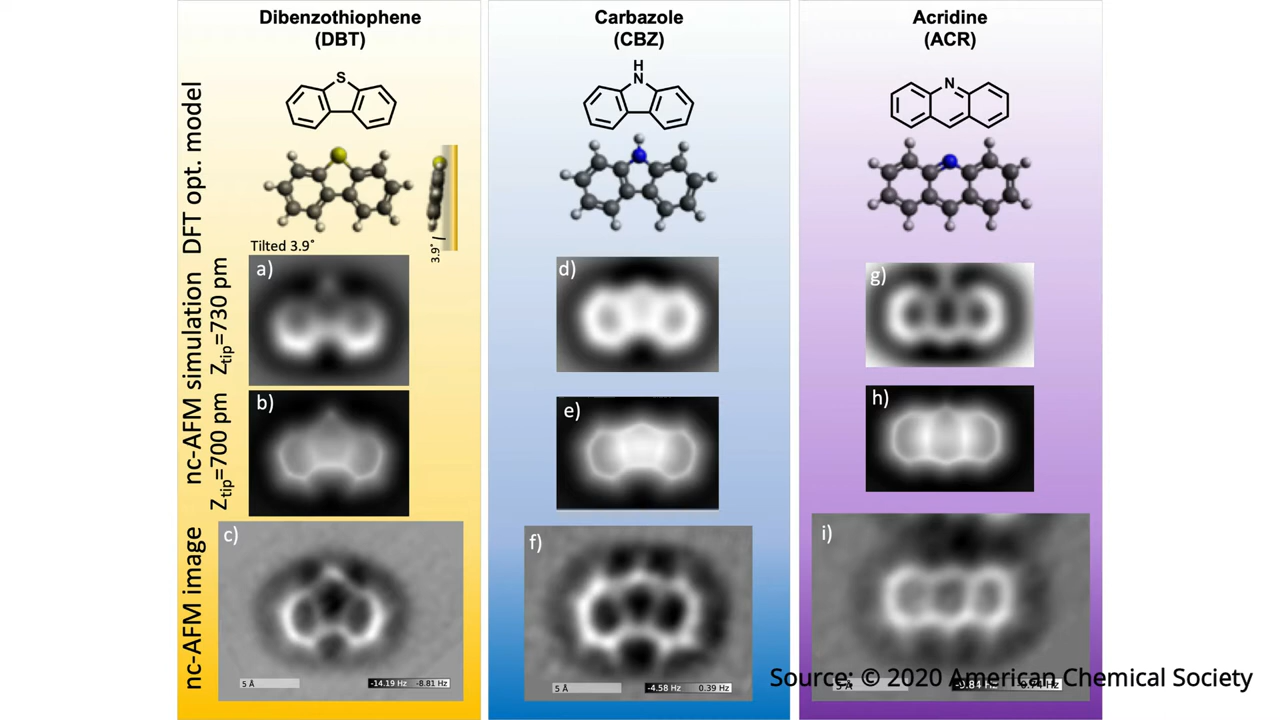 Dibenzothiophene
(DBT)
Carbazole
(CBZ)
Acridine
(ACR)
S
H
N
N
DFT opt. model
Tilted 3.9°
3.9°
nc-AFM simulation
Ztip=730 pm
Ztip=700 pm
a)
d)
g)
b)
e)
h)
nc-AFM image
c)
f)
i)
5 Å
-14.19 Hz -8.81 Hz
5 Å
-4.58 Hz 0.39 Hz
5 Å
Source: © 2020 American Chemical Society